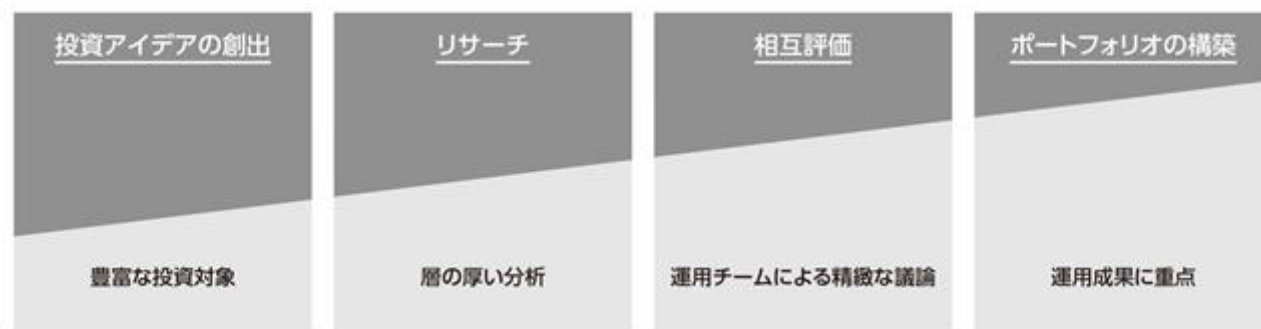 投資アイデアの創出
リサーチ
相互評価
ポートフォリオの構築
豊富な投資対象
層の厚い分析
運用チームによる精緻な議論
運用成果に重点